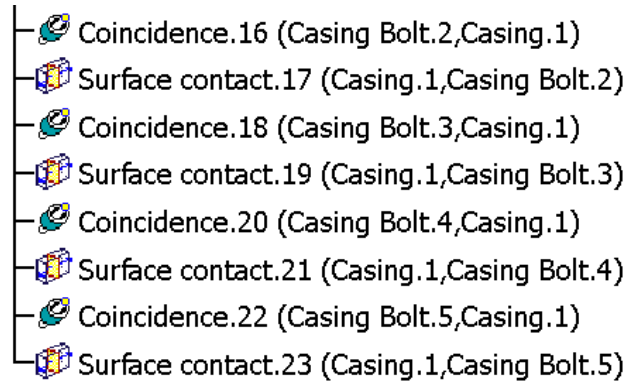 Coincidence.16 (Casing Bolt.2,Casing.1)
Surface contact.17 (Casing.1,Casing Bolt.2)
Coincidence.18 (Casing Bolt.3,Casing.1)
Surface contact.19 (Casing.1,Casing Bolt.3)
Coincidence.20 (Casing Bolt.4,Casing.1)
Surface contact.21 (Casing.1,Casing Bolt.4)
Coincidence.22 (Casing Bolt.5,Casing.1)
Surface contact.23 (Casing.1,Casing Bolt.5)